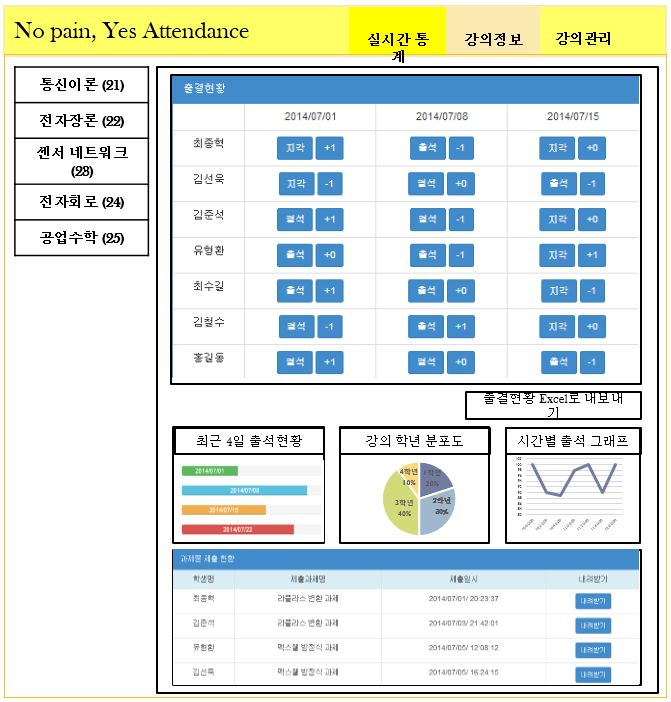 No pain, Yes Attendance
실시간 통
계
강의정보
강의관리
통신이론 (21)
전자장론 (22)
센서 네트워크
(23)
전자회로 (24)
공업수학 (25)
출결현황
2014/07/01 2014/07/08 2014/07/15
최종혁 지각 +1 출석 -1 지각 +0
김선욱 지각 -1 결석 +0 출석 -1
김준석 결석 +1 결석 -1 지각 +0
유형환 출석 +0 출석 -1 지각 +1
최수길 출석 +1 출석 +0 지각 -1
김철수 결석 -1 출석 +1 지각 +0
홍길동 결석 +1 결석 +0 출석 -1
출결현황 Excel로 내보내
기
최근 4일 출석현황
2014/07/01
2014/07/08
2014/07/15
2014/07/22
강의 학년 분포도
4학년
10%
1학년
20%
3학년
40%
2학년
30%
시간별 출석 그래프
과제물 제출 현황
학생명 제출과제명 제출일시 내려받기
최종혁 라플라스 변환 과제 2014/07/01/ 20:23:37 내려받기
김준석 라플라스 변환 과제 2014/07/03/ 21:42:01 내려받기
유형환 맥스웰 방정식 과제 2014/07/05/ 12:08:12 내려받기
김선욱 맥스웰 방정식 과제 2014/07/05/ 16:24:15 내려받기